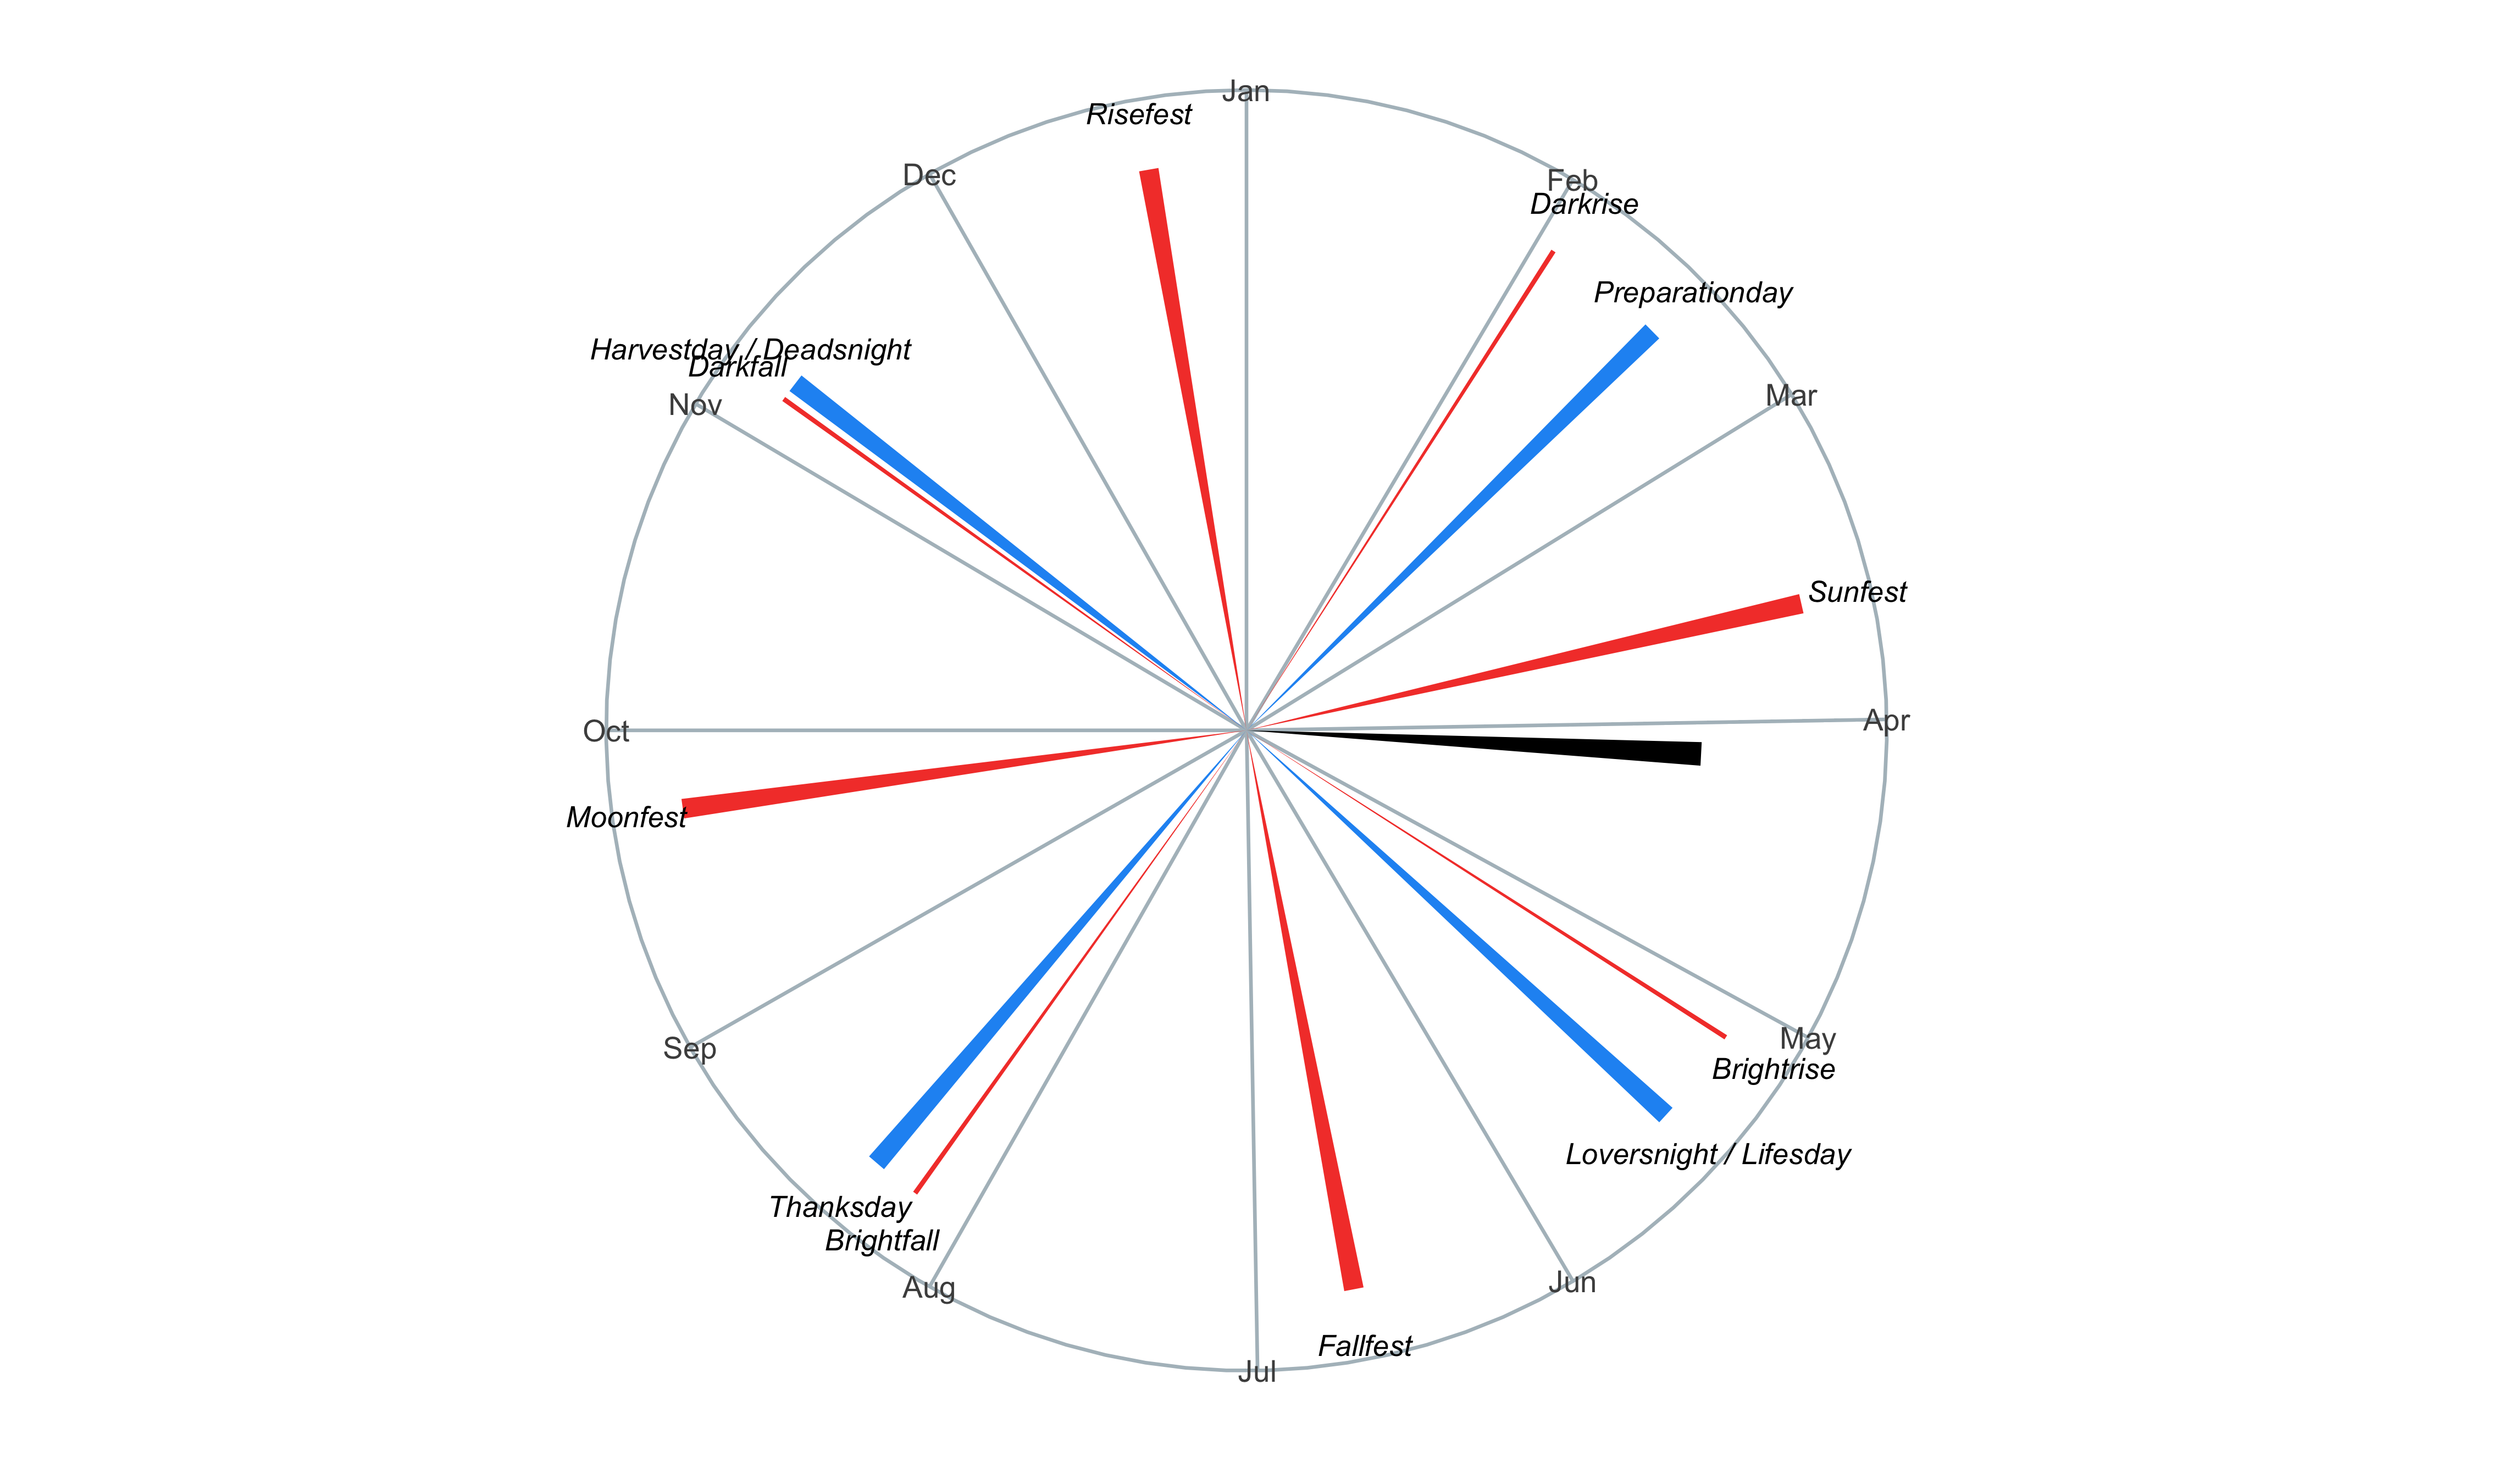 Jan
Risefest
Dec
Feb
Darkrise
Preparationday
Harvestday / Deadsnight
Darkfall
Nov
Mar
Sunfest
Apr
Oct
Moonfest
May
Brightrise
Sep
Loversnight / Lifesday
Thanksday
Brightfall
Aug
Jun
Fallfest
Jul